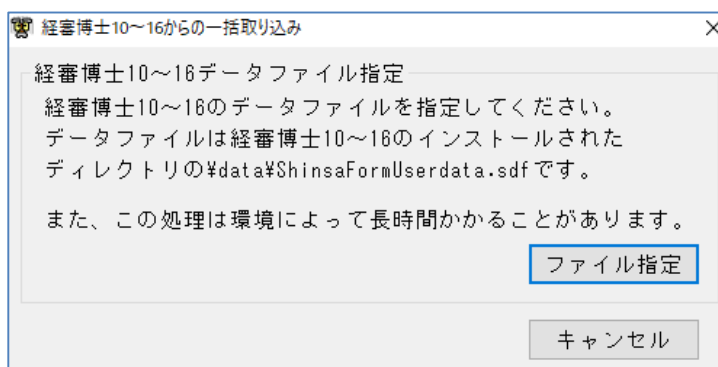 経審博士10～16からの一括取り込み
経審博士10～16データファイル指定
経審博士10～16のデータファイルを指定してください。
データファイルは経審博士10～16のインストールされた
ディレクトリの¥data¥ShinsaFormUserdata.sdfです。
また、この処理は環境によって長時間かかることがあります。
ファイル指定
キャンセル